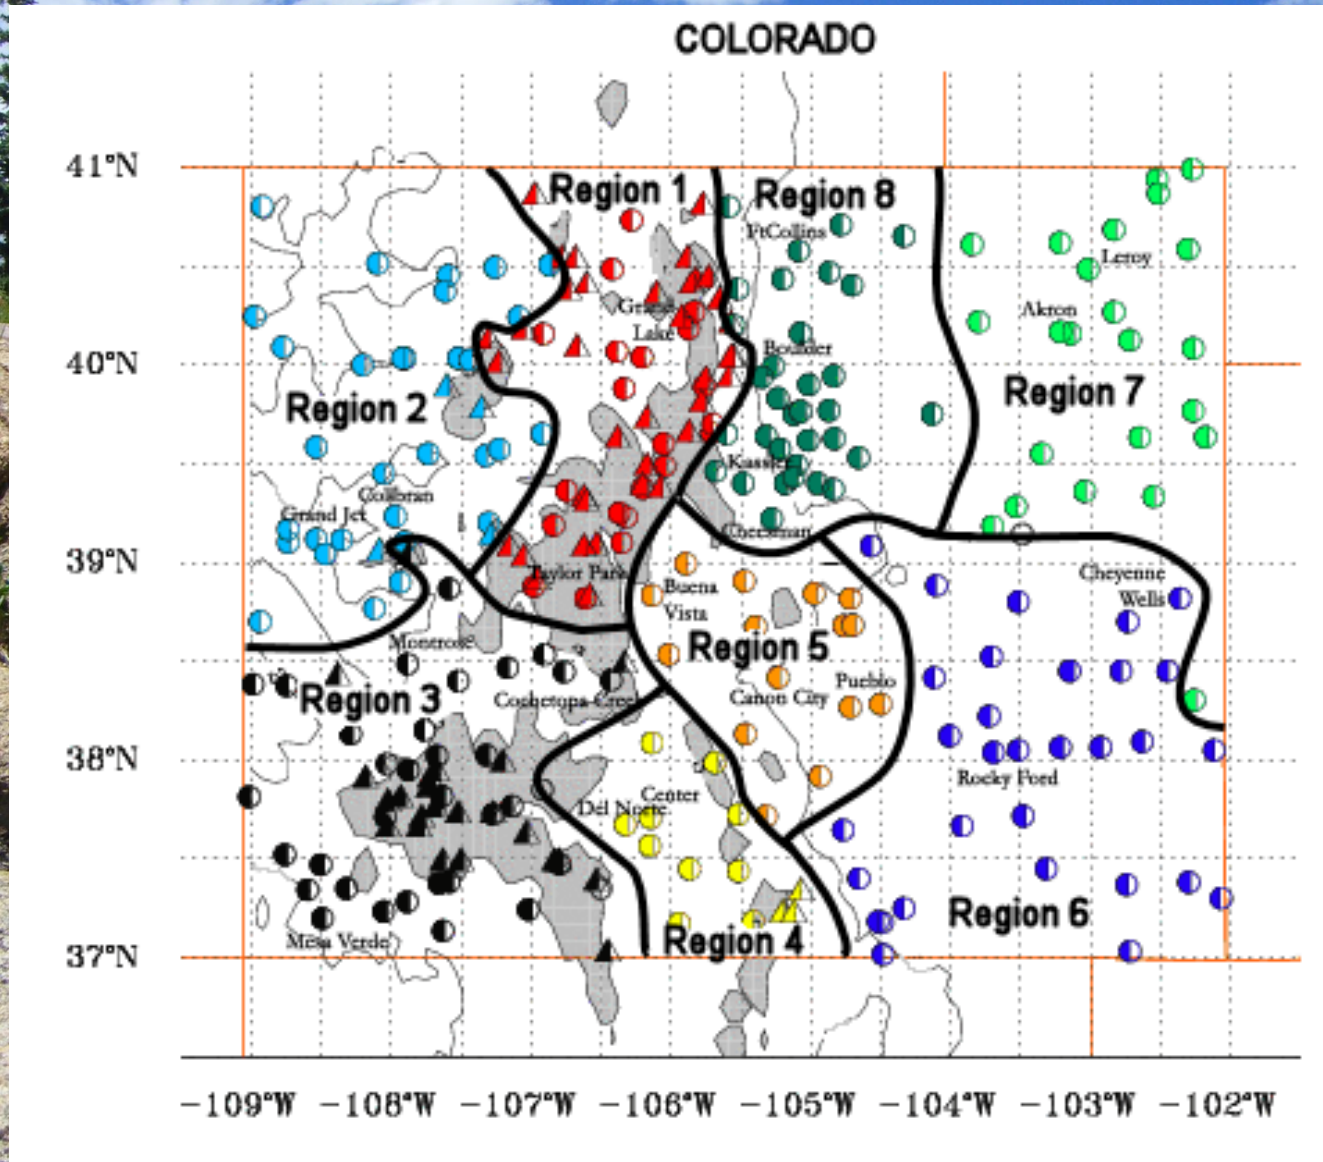 COLORADO
41°N
Region 1
Region 8
FtCollins
Leroy
Grand
Lake
Akron
40°N
Boulder
Region 7
Region 2
Kassler
Collbran
Grand Jct
Cheesman
39°N
Taylor Park
Buena
Vista
Cheyenne
Wells
Montrose
Region 5
Region 3
Cochetopa Creek
Canon City
Pueblo
38°N
Rocky Ford
Del Norte
Center
Mesa Verde
Region 4
Region 6
37°N
-109°W -108°W -107°W -106°W -105°W -104°W -103°W -102°W